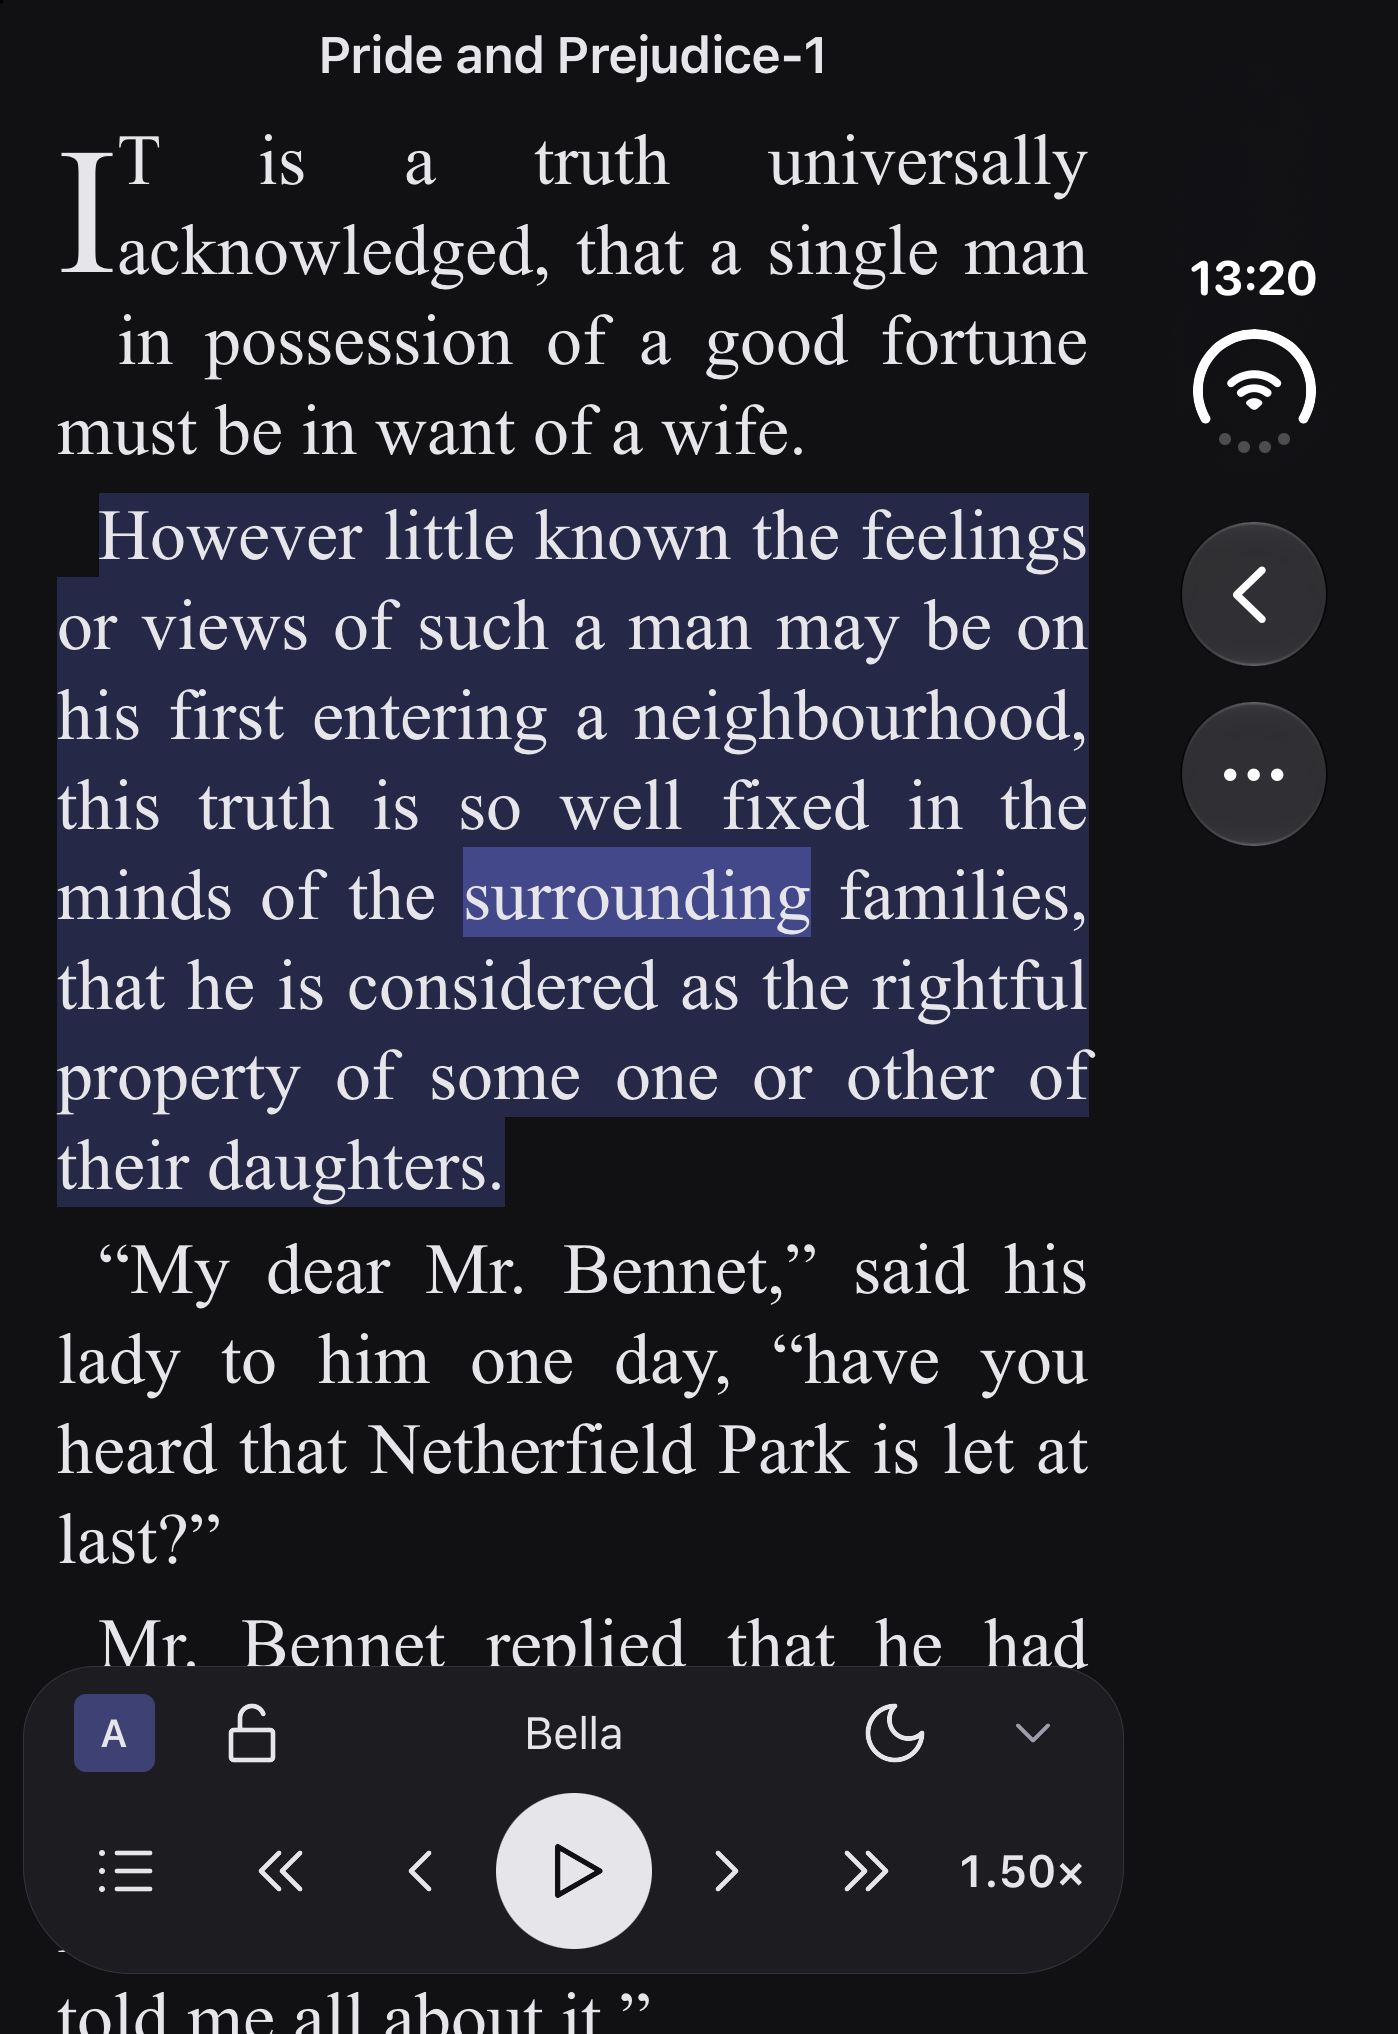 Pride and Prejudice-1
IT is a truth universally
acknowledged, that a single man
in possession of a good fortune
must be in want of a wife.
However little known the feelings
or views of such a man may be on
his first entering a neighbourhood,
this truth is so well fixed in the
minds of the surrounding families,
that he is considered as the rightful
property of some one or other of
their daughters.
“My dear Mr. Bennet,” said his
lady to him one day, “have you
heard that Netherfield Park is let at
last?”
Mr. Bennet replied that he had
told me all about it.”
13:20
A
Bella
1.50×